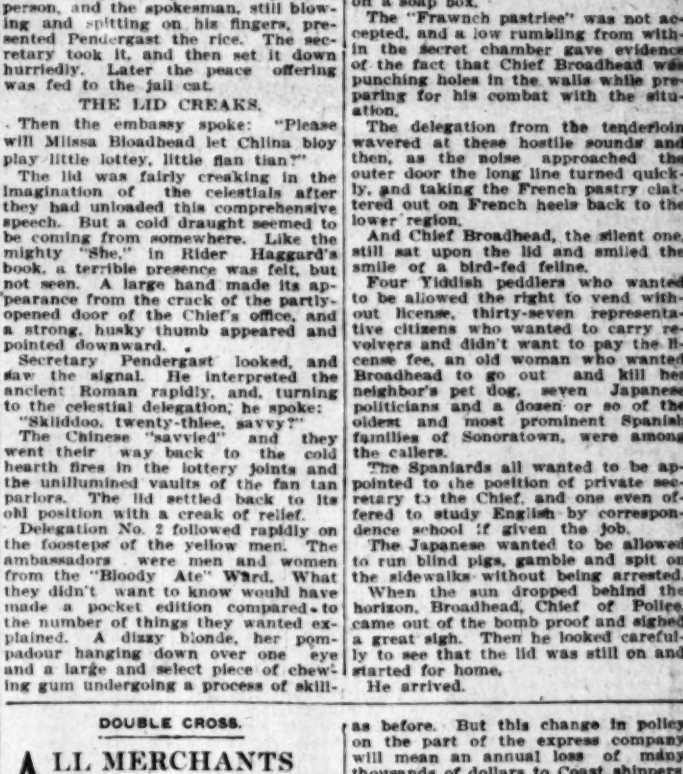 person, and the spokesman, still blow-
ing and spitting on his fingers, pre-
sented Pendergast the rice. The sec-
retary took it, and then set it down
hurriedly. Later the peace offering
was fed to the jail cat.
THE LID CREAKS.
Then the embassy spoke: "Please
will Miissa Bloadhead let Chlina bloy
play little lottey, little flan tlan?"
The lid was fairly creaking in the
imagination of the celestials after
they had unloaded this comprehensive
speech. But a cold draught seemed to
be coming from somewhere. Like the
mighty "She," in Rider Haggard's
book, a terrible presence was felt, but
not seen. A large hand made its ap-
pearance from the crack of the partly-
opened door of the Chief's office, and
a strong, husky thumb appeared and
pointed downward.
Secretary Pendergast looked, and
saw the signal. He interpreted the
ancient Roman rapidly, and, turning
to the celestial delegation, he spoke:
"Skliddoo, twenty-thlee, savvy?"
The Chinese "savvied" and they
went their way back to the cold
hearth fires in the lottery joints and
the unillumined vaults of the fan tan
parlors. The lid settled back to its
old position with a creak of relief.
Delegation No. 2 followed rapidly on
the foosteps of the yellow men. The
ambassadors were men and women
from the "Bloody Ate" Ward. What
they didn't want to know would have
made a pocket edition compared to
the number of things they wanted ex-
plained. A dizzy blonde, her pom-
padour hanging down over one eye
and a large and select piece of chew-
ing gum undergoing a process of skill-
on a soap box.
The "Frawnch pastriee" was not ac-
cepted, and a low rumbling from with-
in the secret chamber gave evidence
of the fact that Chief Broadhead was
punching holes in the walls while pre-
paring for his combat with the situ-
ation.
The delegation from the tenderloin
wavered at these hostile sounds and
then, as the noise approached the
outer door the long line turned quick-
ly, and taking the French pastry clat-
tered out on French heels back to the
lower region.
And Chief Broadhead, the silent one,
still sat upon the lid and smiled the
smile of a bird-fed feline.
Four Yiddish peddlers who wanted
to be allowed the right to vend with-
out license, thirty-seven representa-
tive citizens who wanted to carry re-
volvers and didn't want to pay the li-
cense fee, an old woman who wanted
Broadhead to go out and kill her
neighbor's pet dog, seven Japanese
politicians and a dozen or so of the
oldest and most prominent Spanish
families of Sonoratown, were among
the callers.
The Spaniards all wanted to be ap-
pointed to the position of private sec-
retary to the Chief, and one even of-
fered to study English by correspon-
dence school if given the job.
The Japanese wanted to be allowed
to run blind pigs, gamble and spit on
the sidewalks without being arrested.
When the sun dropped behind the
horizon, Broadhead, Chief of Police,
came out of the bomb proof and sighed
a great sigh. Then he looked careful-
ly to see that the lid was still on and
started for home.
He arrived.
DOUBLE CROSS.
ALL MERCHANTS
as before. But this change in policy
on the part of the express company
will mean an annual loss of many
thousands of dollars to Coast shippers